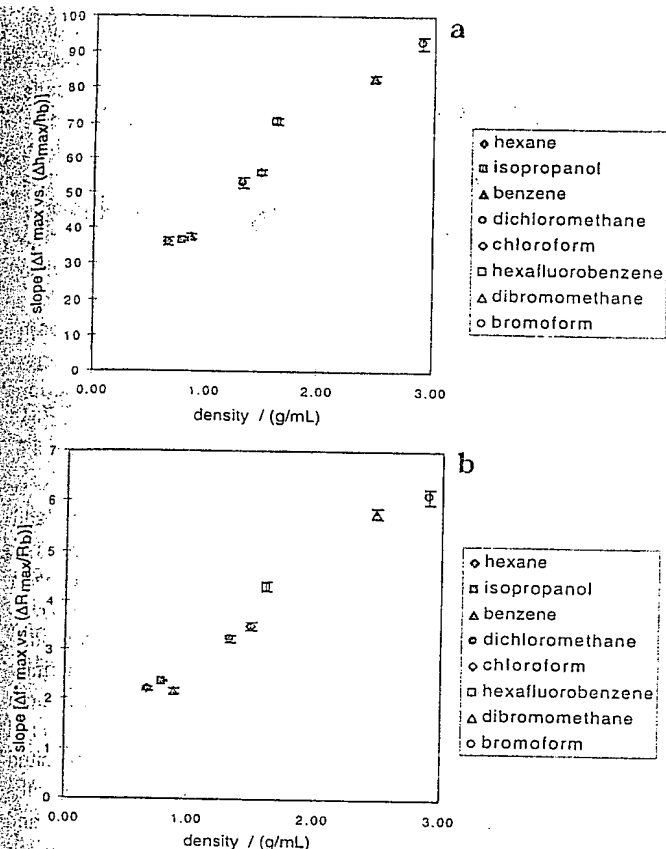 a
100
90
80
70
60
50
40
30
20
10
0
slope [Δf* max vs. (Δhmax/hb)]
0.00 1.00 2.00 3.00
density / (g/mL)
hexane
isopropanol
benzene
dichloromethane
chloroform
hexafluorobenzene
dibromomethane
bromoform
b
7
6
5
4
3
2
1
0
slope [Δf* max vs. (ΔRmax/Rb)]
0.00 1.00 2.00 3.00
density / (g/mL)
hexane
isopropanol
benzene
dichloromethane
chloroform
hexafluorobenzene
dibromomethane
bromoform